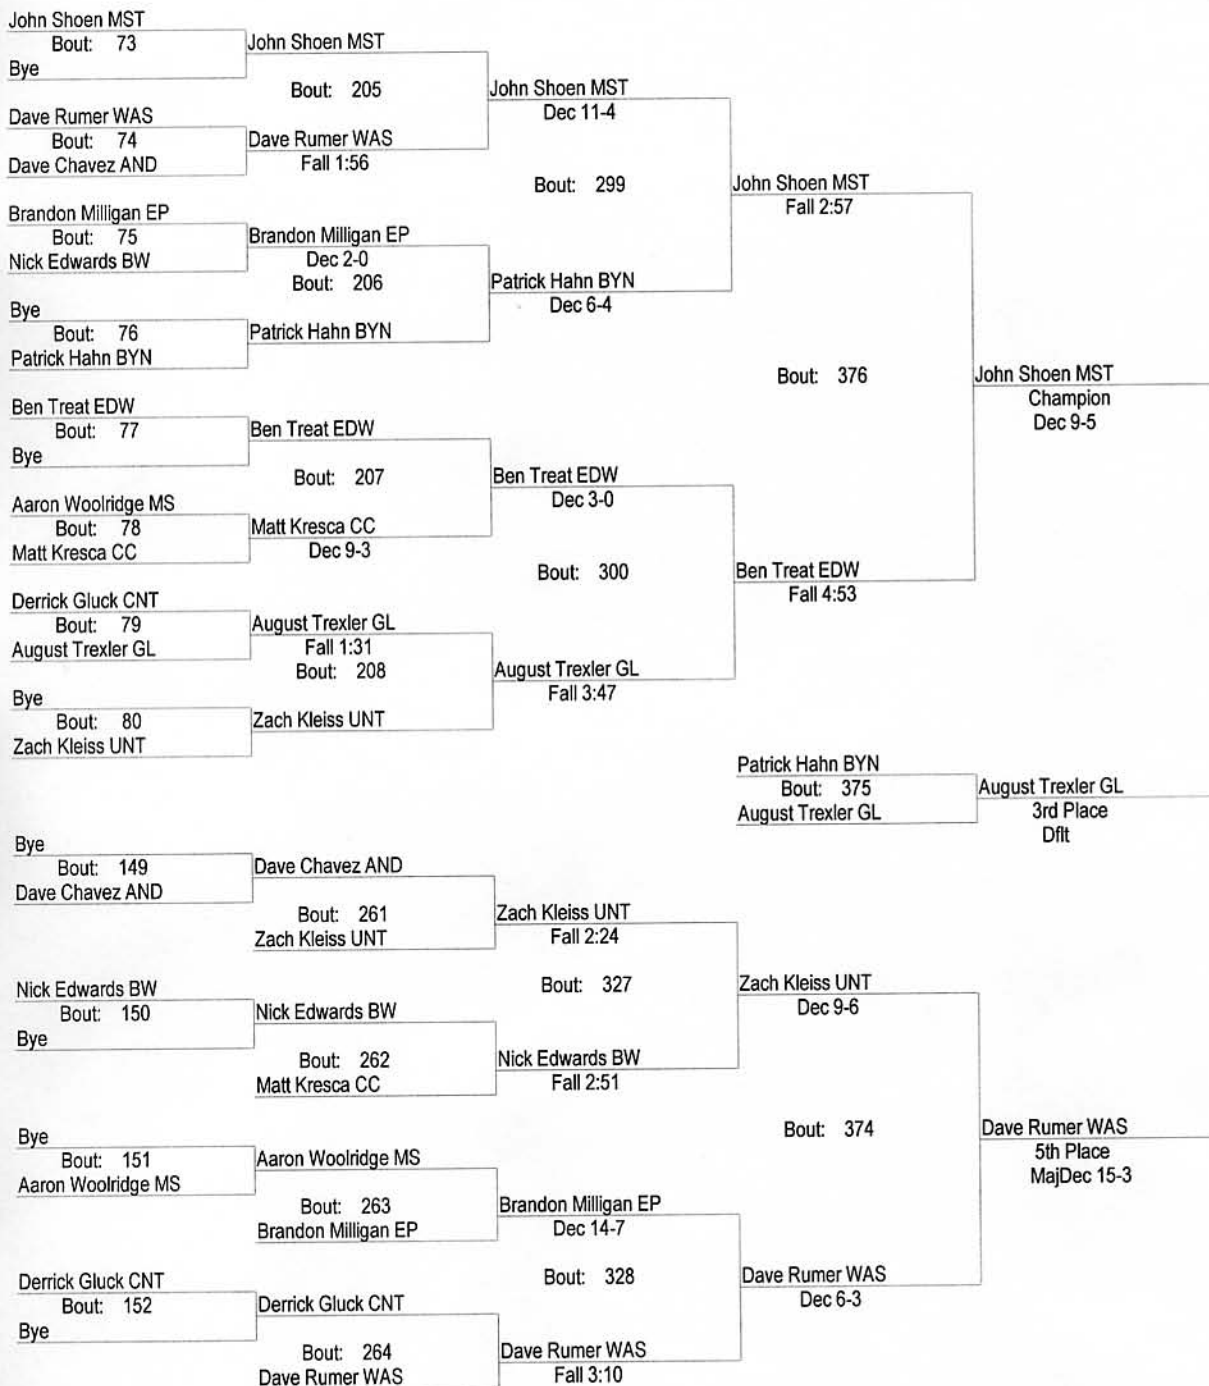 John Shoen MST
Bout: 73
Bye
John Shoen MST
Bout: 205
Dave Rumer WAS
Bout: 74
Dave Chavez AND
Dave Rumer WAS
Fall 1:56
John Shoen MST
Dec 11-4
Bout: 299
Brandon Milligan EP
Bout: 75
Nick Edwards BW
Brandon Milligan EP
Dec 2-0
Bout: 206
Bye
Bout: 76
Patrick Hahn BYN
Patrick Hahn BYN
Patrick Hahn BYN
Dec 6-4
John Shoen MST
Fall 2:57
Bout: 376
John Shoen MST
Champion
Dec 9-5
Ben Treat EDW
Bout: 77
Bye
Ben Treat EDW
Bout: 207
Aaron Woolridge MS
Bout: 78
Matt Kresca CC
Matt Kresca CC
Dec 9-3
Ben Treat EDW
Dec 3-0
Bout: 300
Ben Treat EDW
Fall 4:53
Derrick Gluck CNT
Bout: 79
August Trexler GL
August Trexler GL
Fall 1:31
Bout: 208
Bye
Bout: 80
Zach Kleiss UNT
Zach Kleiss UNT
August Trexler GL
Fall 3:47
Patrick Hahn BYN
Bout: 375
August Trexler GL
August Trexler GL
3rd Place
Dflt
Bye
Bout: 149
Dave Chavez AND
Dave Chavez AND
Bout: 261
Zach Kleiss UNT
Zach Kleiss UNT
Fall 2:24
Bout: 327
Nick Edwards BW
Bout: 150
Bye
Nick Edwards BW
Bout: 262
Matt Kresca CC
Nick Edwards BW
Fall 2:51
Zach Kleiss UNT
Dec 9-6
Bout: 374
Dave Rumer WAS
5th Place
MajDec 15-3
Bye
Bout: 151
Aaron Woolridge MS
Aaron Woolridge MS
Bout: 263
Brandon Milligan EP
Brandon Milligan EP
Dec 14-7
Bout: 328
Dave Rumer WAS
Dec 6-3
Derrick Gluck CNT
Bout: 152
Bye
Derrick Gluck CNT
Bout: 264
Dave Rumer WAS
Dave Rumer WAS
Fall 3:10